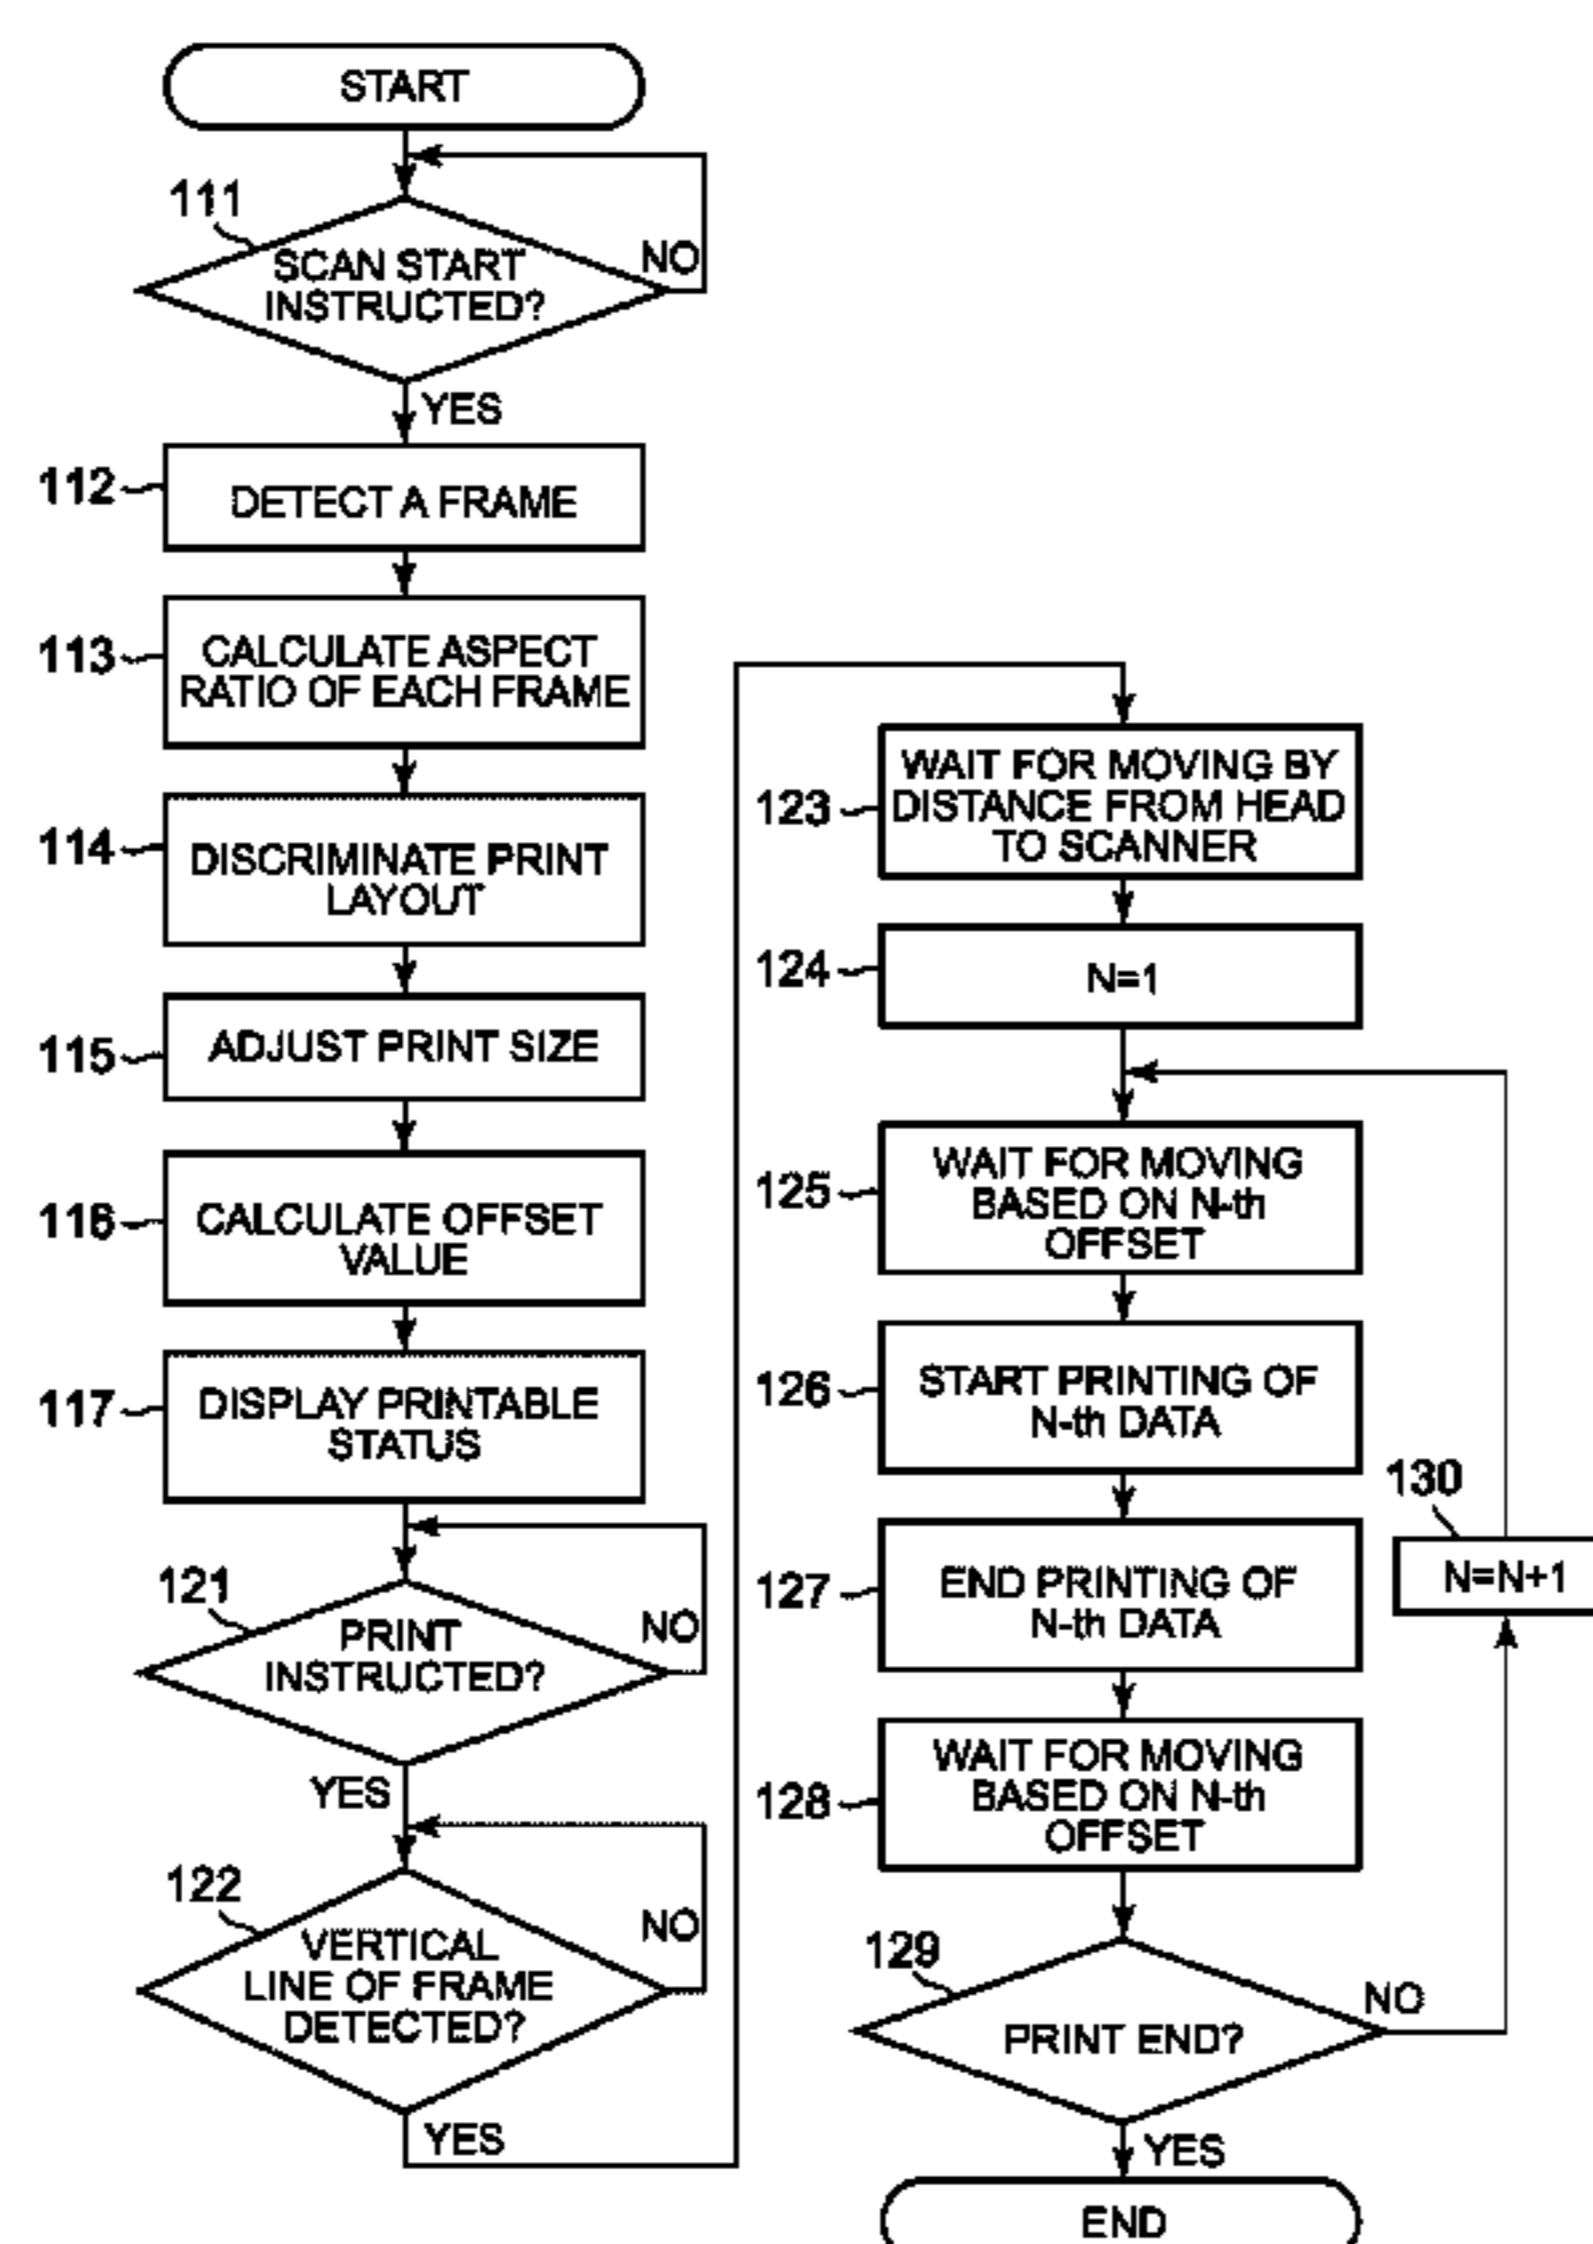 START
111
SCAN START
INSTRUCTED?
NO
YES
112
DETECT A FRAME
113
CALCULATE ASPECT
RATIO OF EACH FRAME
114
DISCRIMINATE PRINT
LAYOUT
115
ADJUST PRINT SIZE
116
CALCULATE OFFSET
VALUE
117
DISPLAY PRINTABLE
STATUS
121
PRINT
INSTRUCTED?
NO
YES
122
VERTICAL
LINE OF FRAME
DETECTED?
NO
YES
123
WAIT FOR MOVING BY
DISTANCE FROM HEAD
TO SCANNER
124
N=1
125
WAIT FOR MOVING
BASED ON N-th
OFFSET
126
START PRINTING OF
N-th DATA
127
END PRINTING OF
N-th DATA
128
WAIT FOR MOVING
BASED ON N-th
OFFSET
129
PRINT END?
NO
130
N=N+1
YES
END